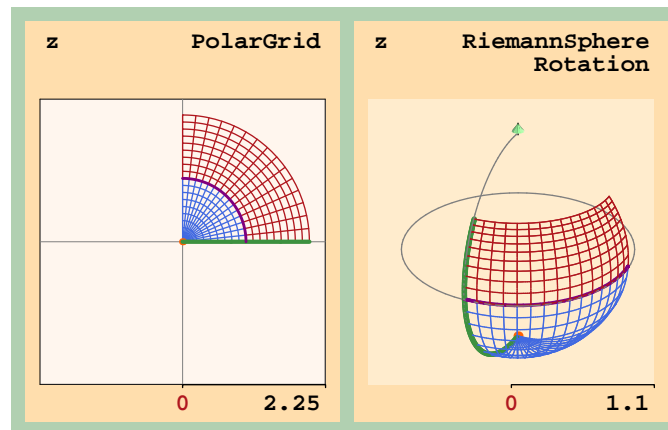 z PolarGrid
0 2.25
z RiemannSphere
Rotation
0 1.1